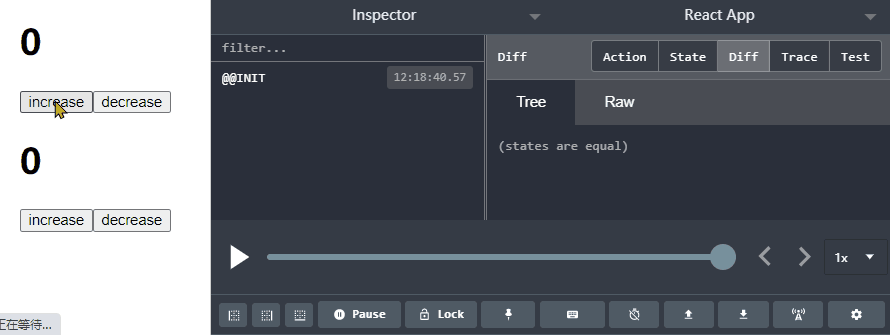 0
increase decrease
0
increase decrease
正在等待...
Inspector React App
filter...
@@INIT 12:18:40.57
Diff Action State Diff Trace Test
Tree Raw
(states are equal)
1x
Pause Lock